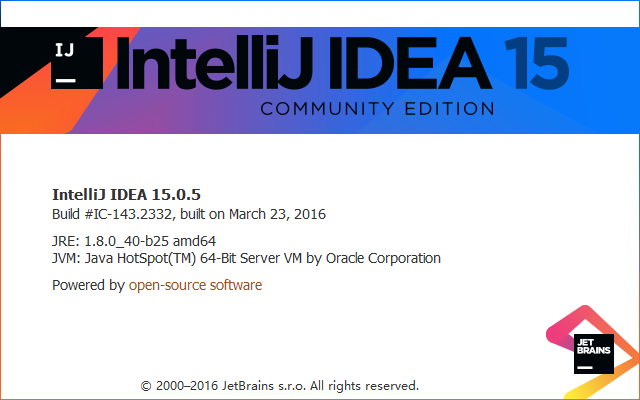 IJ
IntelliJ IDEA 15
COMMUNITY EDITION
IntelliJ IDEA 15.0.5
Build #IC-143.2332, built on March 23, 2016
JRE: 1.8.0_40-b25 amd64
JVM: Java HotSpot(TM) 64-Bit Server VM by Oracle Corporation
Powered by open-source software
JET
BRAINS
© 2000–2016 JetBrains s.r.o. All rights reserved.